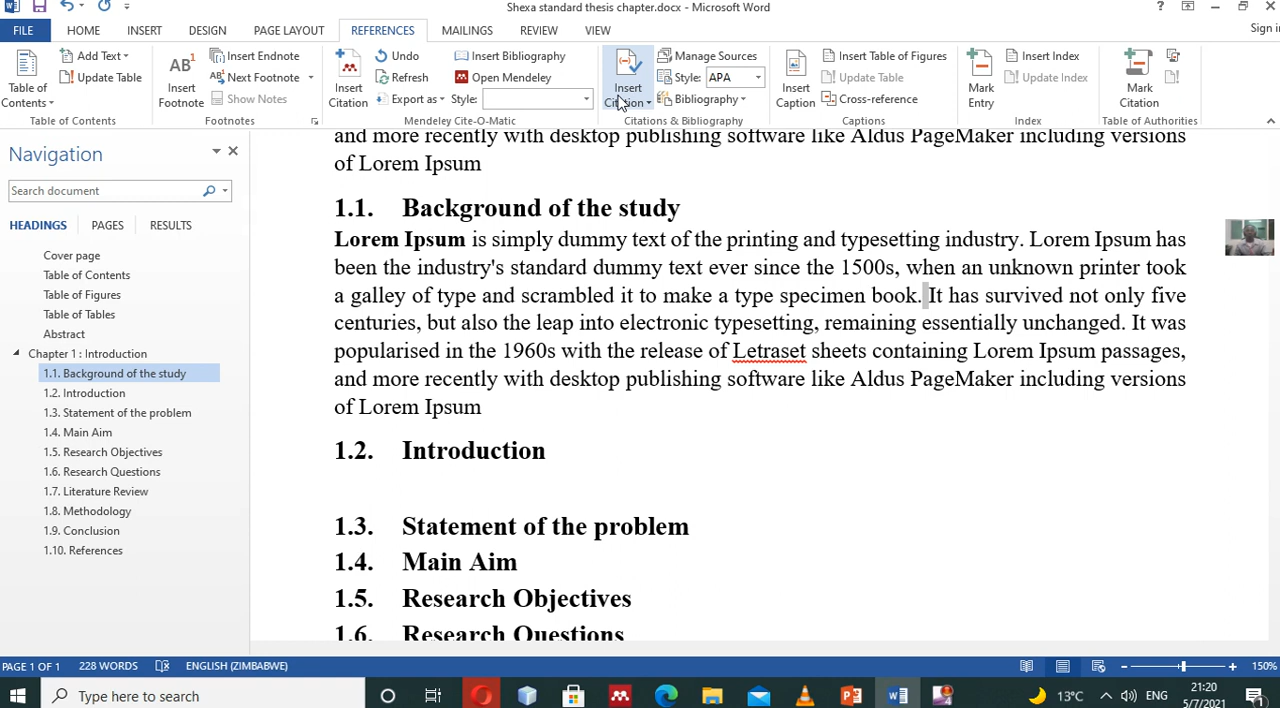 Shexa standard thesis chapter.docx - Microsoft Word
?
Sign in
FILE HOME INSERT DESIGN PAGE LAYOUT REFERENCES MAILINGS REVIEW VIEW
Table of Contents
Add Text
Update Table
Table of Contents
AB1
Insert Footnote
Insert Endnote
AB1 Next Footnote
Show Notes
Footnotes
Insert Citation
Undo
Refresh
Export as
Insert Bibliography
Open Mendeley
Style:
Mendeley Cite-O-Matic
Insert Citation
Manage Sources
Style: APA
Bibliography
Citations & Bibliography
Insert Caption
Insert Table of Figures
Update Table
Cross-reference
Captions
Mark Entry
Insert Index
Update Index
Index
Mark Citation
Table of Authorities
Navigation
Search document
HEADINGS PAGES RESULTS
Cover page
Table of Contents
Table of Figures
Table of Tables
Abstract
Chapter 1 : Introduction
1.1. Background of the study
1.2. Introduction
1.3. Statement of the problem
1.4. Main Aim
1.5. Research Objectives
1.6. Research Questions
1.7. Literature Review
1.8. Methodology
1.9. Conclusion
1.10. References
and more recently with desktop publishing software like Aldus PageMaker including versions
of Lorem Ipsum
1.1. Background of the study
Lorem Ipsum is simply dummy text of the printing and typesetting industry. Lorem Ipsum has
been the industry's standard dummy text ever since the 1500s, when an unknown printer took
a galley of type and scrambled it to make a type specimen book. It has survived not only five
centuries, but also the leap into electronic typesetting, remaining essentially unchanged. It was
popularised in the 1960s with the release of Letraset sheets containing Lorem Ipsum passages,
and more recently with desktop publishing software like Aldus PageMaker including versions
of Lorem Ipsum
1.2. Introduction
1.3. Statement of the problem
1.4. Main Aim
1.5. Research Objectives
1.6. Research Questions
PAGE 1 OF 1 228 WORDS ENGLISH (ZIMBABWE) 150%
Type here to search
13°C ENG
21:20
5/7/2021